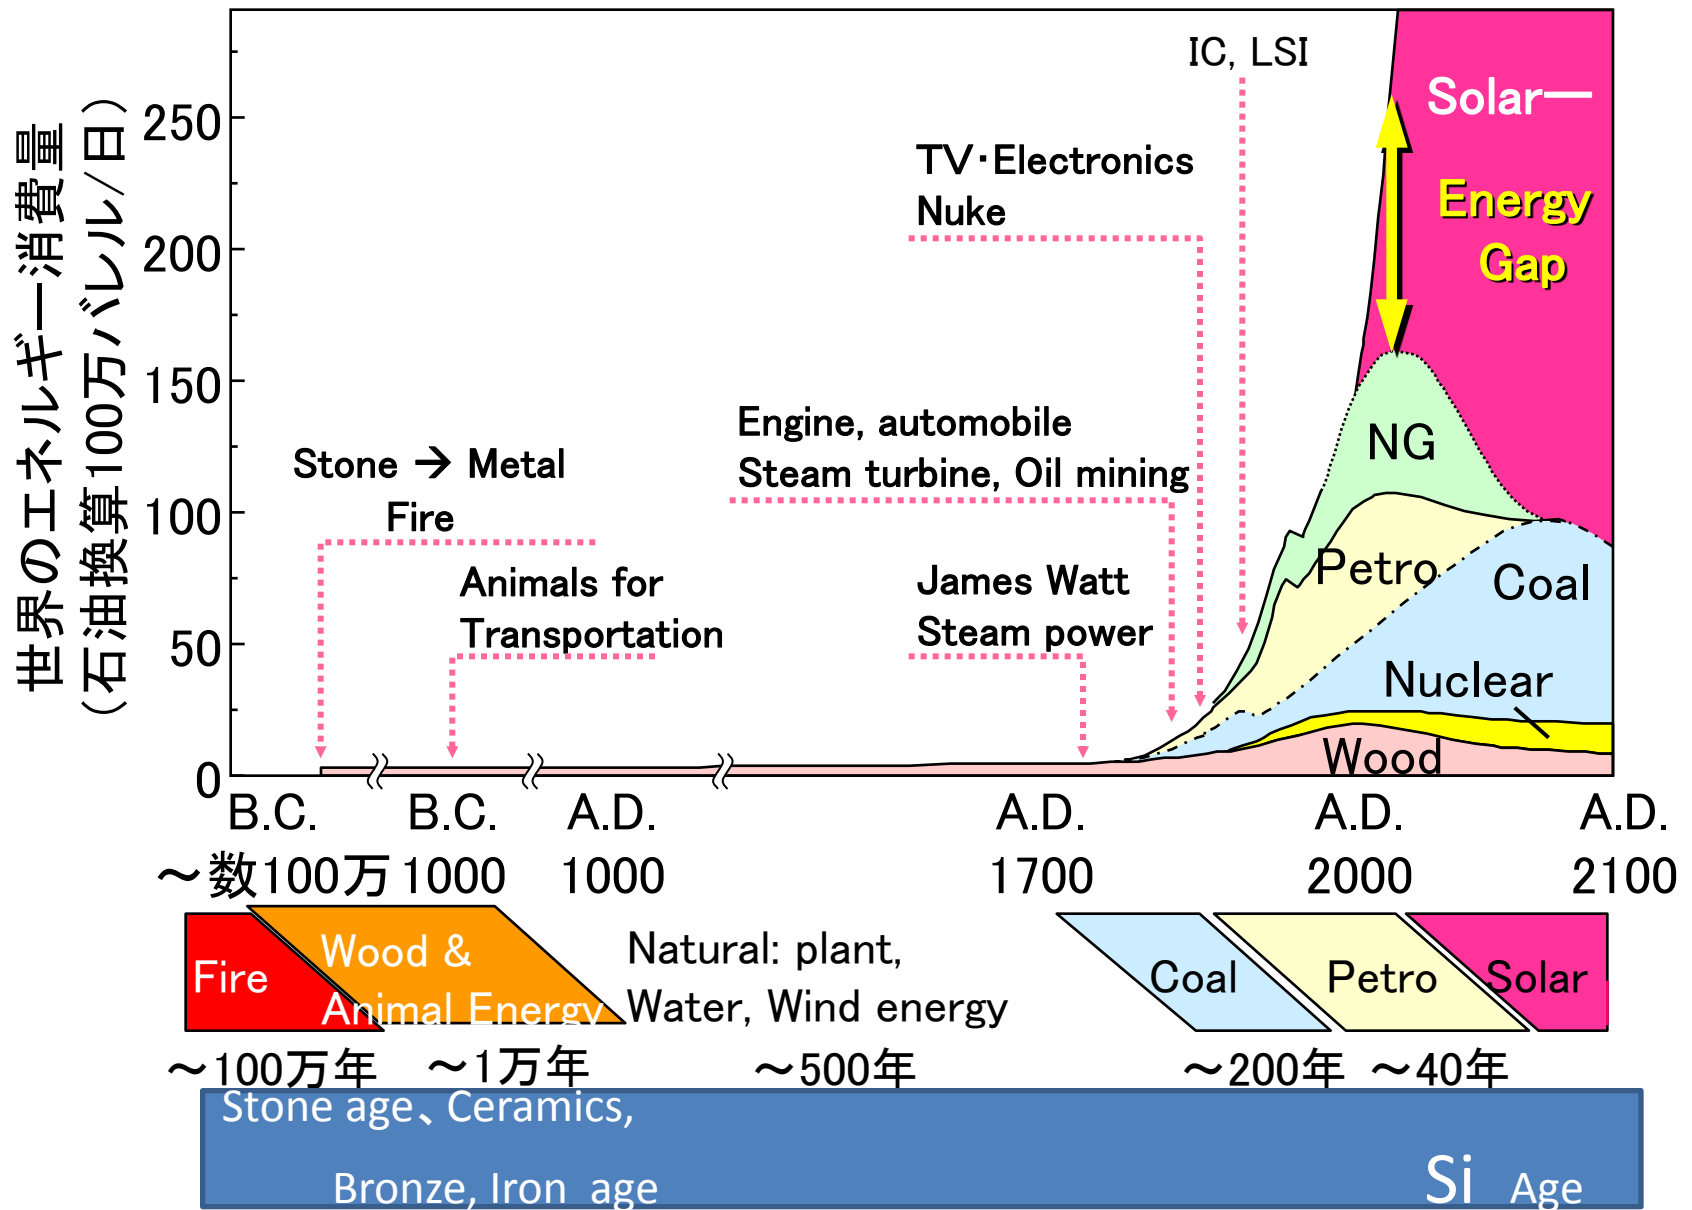 世界のエネルギー消費量
(石油換算100万バレル/日)
250
200
150
100
50
0
IC, LSI
TV・Electronics
Nuke
Engine, automobile
Steam turbine, Oil mining
Stone → Metal
Fire
Animals for
Transportation
James Watt
Steam power
Solar―
Energy
Gap
NG
Petro
Coal
Nuclear
Wood
B.C. B.C. A.D. A.D. A.D. A.D.
～数100万 1000 1000 1700 2000 2100
Fire
Wood &
Animal Energy
Natural: plant,
Water, Wind energy
Coal
Petro
Solar
～100万年 ～1万年 ～500年 ～200年 ～40年
Stone age、Ceramics,
Bronze, Iron age
Si Age